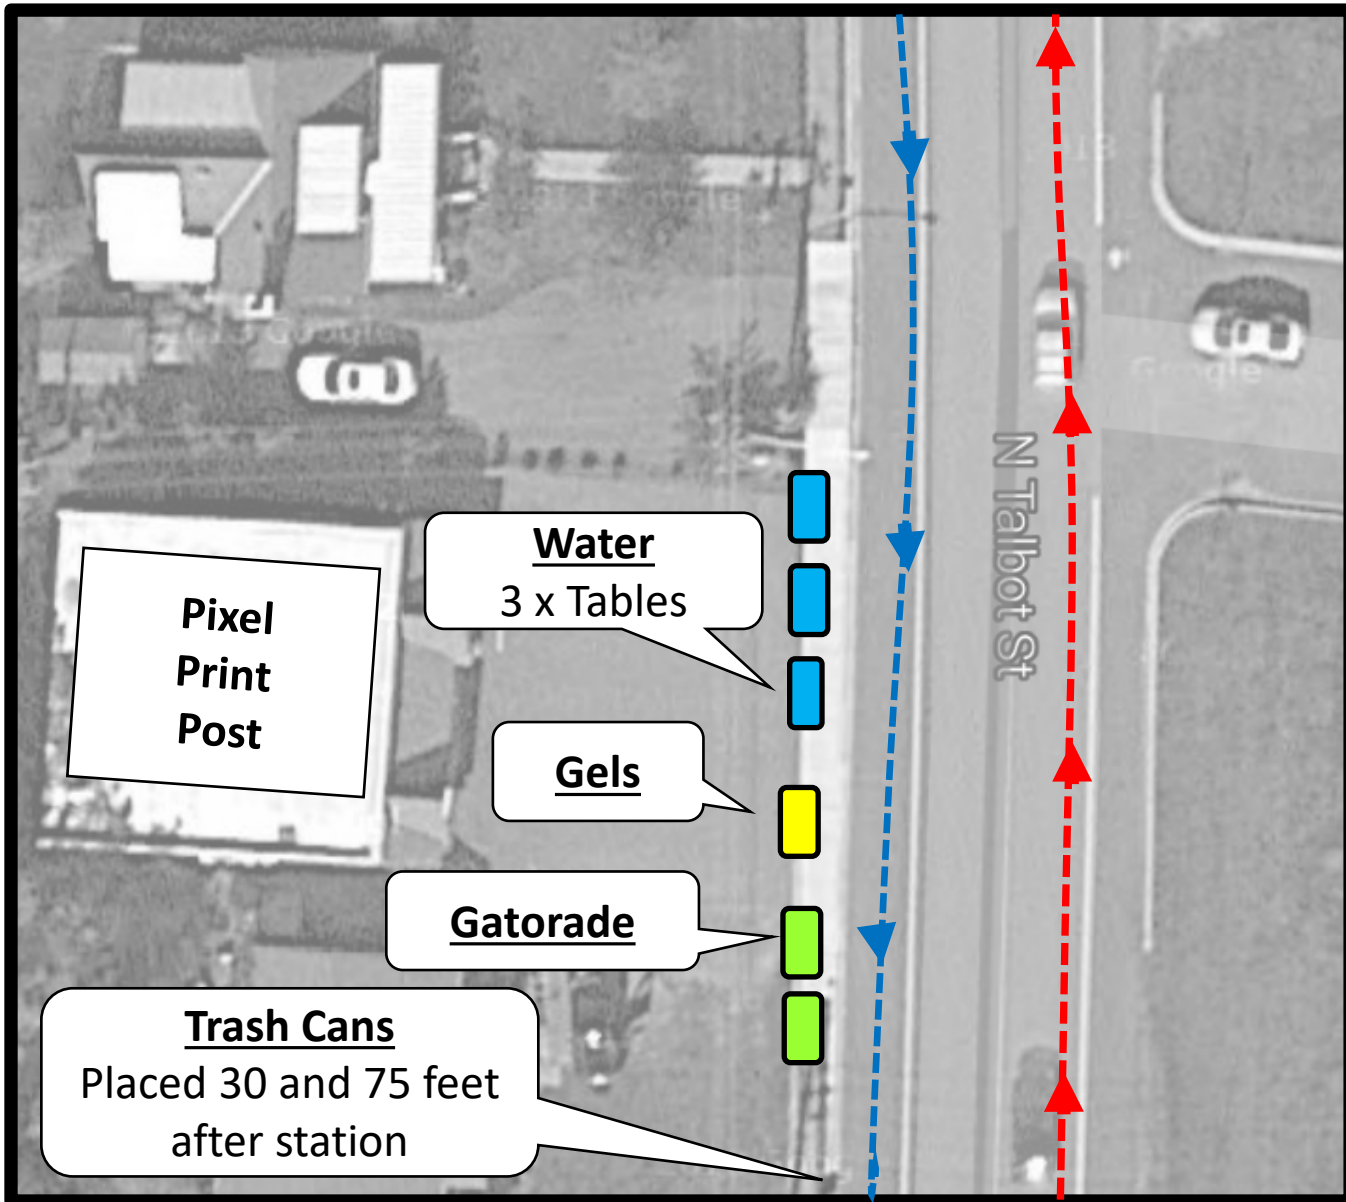 Water
3 x Tables
N Talbot St
Pixel
Print
Post
Gels
Gatorade
Trash Cans
Placed 30 and 75 feet
after station
Google